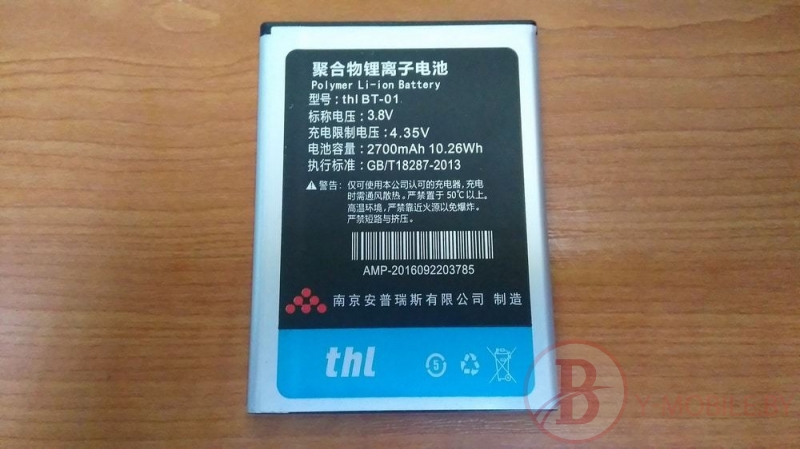 聚合物锂离子电池
Polymer Li-ion Battery
型号: thl BT-01
标称电压: 3.8V
充电限制电压: 4.35V
电池容量: 2700mAh 10.26Wh
执行标准: GB/T18287-2013
警告: 仅可使用本公司认可的充电器, 充电
时需通风散热。严禁置于 50℃以上。
高温环境, 严禁靠近火源以免爆炸。
严禁短路与挤压。
AMP-2016092203785
南京安普瑞斯有限公司 制造
thl
5
B